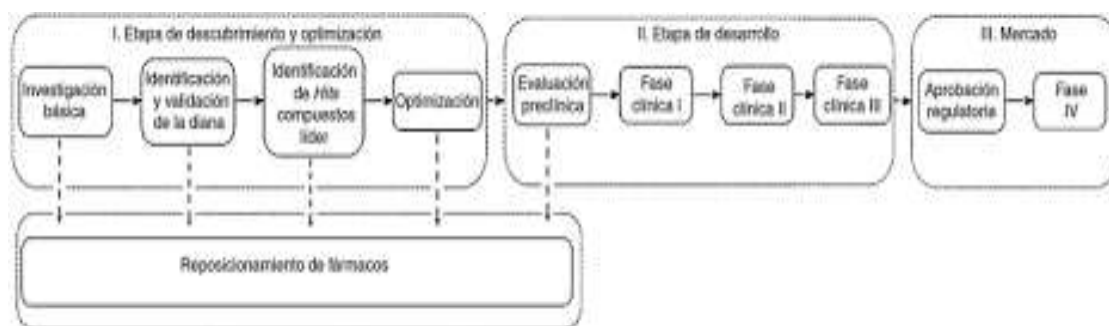 I. Etapa de descubrimiento y optimización
Investigación
básica
Identificación
y validación
de la diana
Identificación
de Hits
compuestos
líder
Optimización
II. Etapa de desarrollo
Evaluación
preclínica
Fase
clínica I
Fase
clínica II
Fase
clínica III
III. Mercado
Aprobación
regulatoria
Fase
IV
Reposicionamiento de fármacos